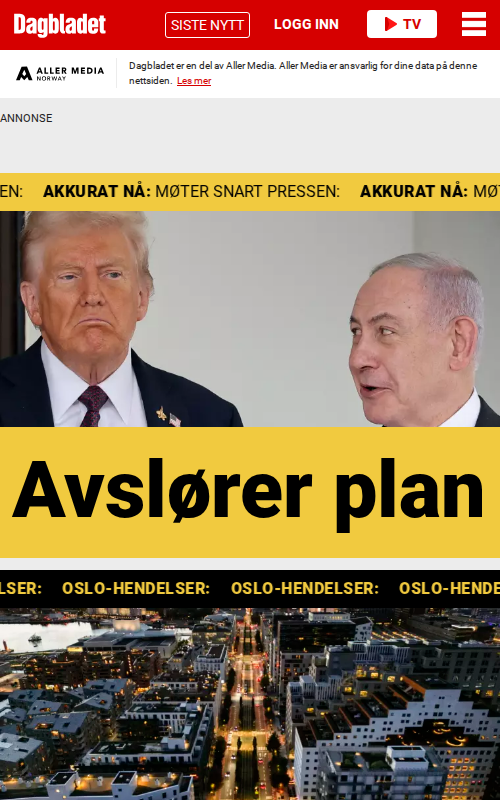 Dagbladet
SISTE NYTT
LOGG INN
TV
ALLER MEDIA
NORWAY
Dagbladet er en del av Aller Media. Aller Media er ansvarlig for dine data på denne
nettsiden. Les mer
ANNONSE
EN: AKKURAT NÅ: MØTER SNART PRESSEN: AKKURAT NÅ: MØT
Avslører plan
LSER: OSLO-HENDELSER: OSLO-HENDELSER: OSLO-HENDE